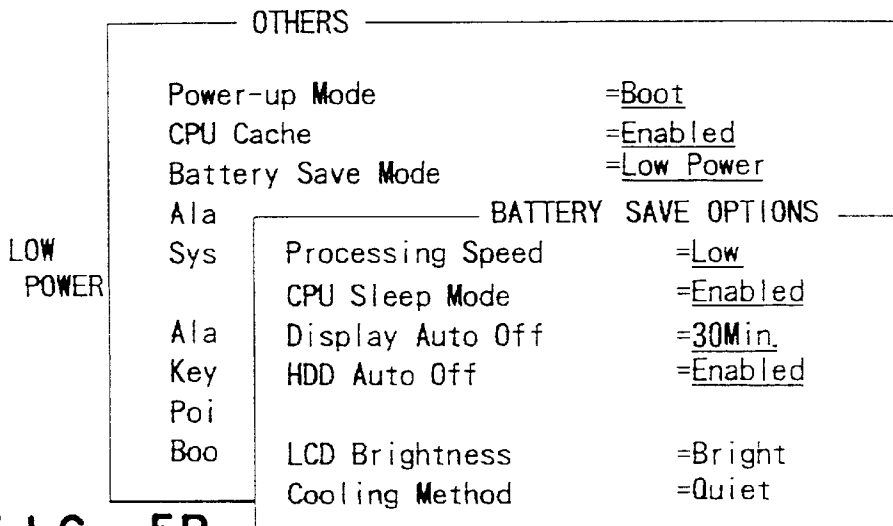 OTHERS
Power-up Mode =Boot
CPU Cache =Enabled
Battery Save Mode =Low Power
Ala
BATTERY SAVE OPTIONS
LOW POWER
Sys
Processing Speed =Low
CPU Sleep Mode =Enabled
Ala
Display Auto Off =30Min.
Key
HDD Auto Off =Enabled
Poi
Boo
LCD Brightness =Bright
Cooling Method =Quiet